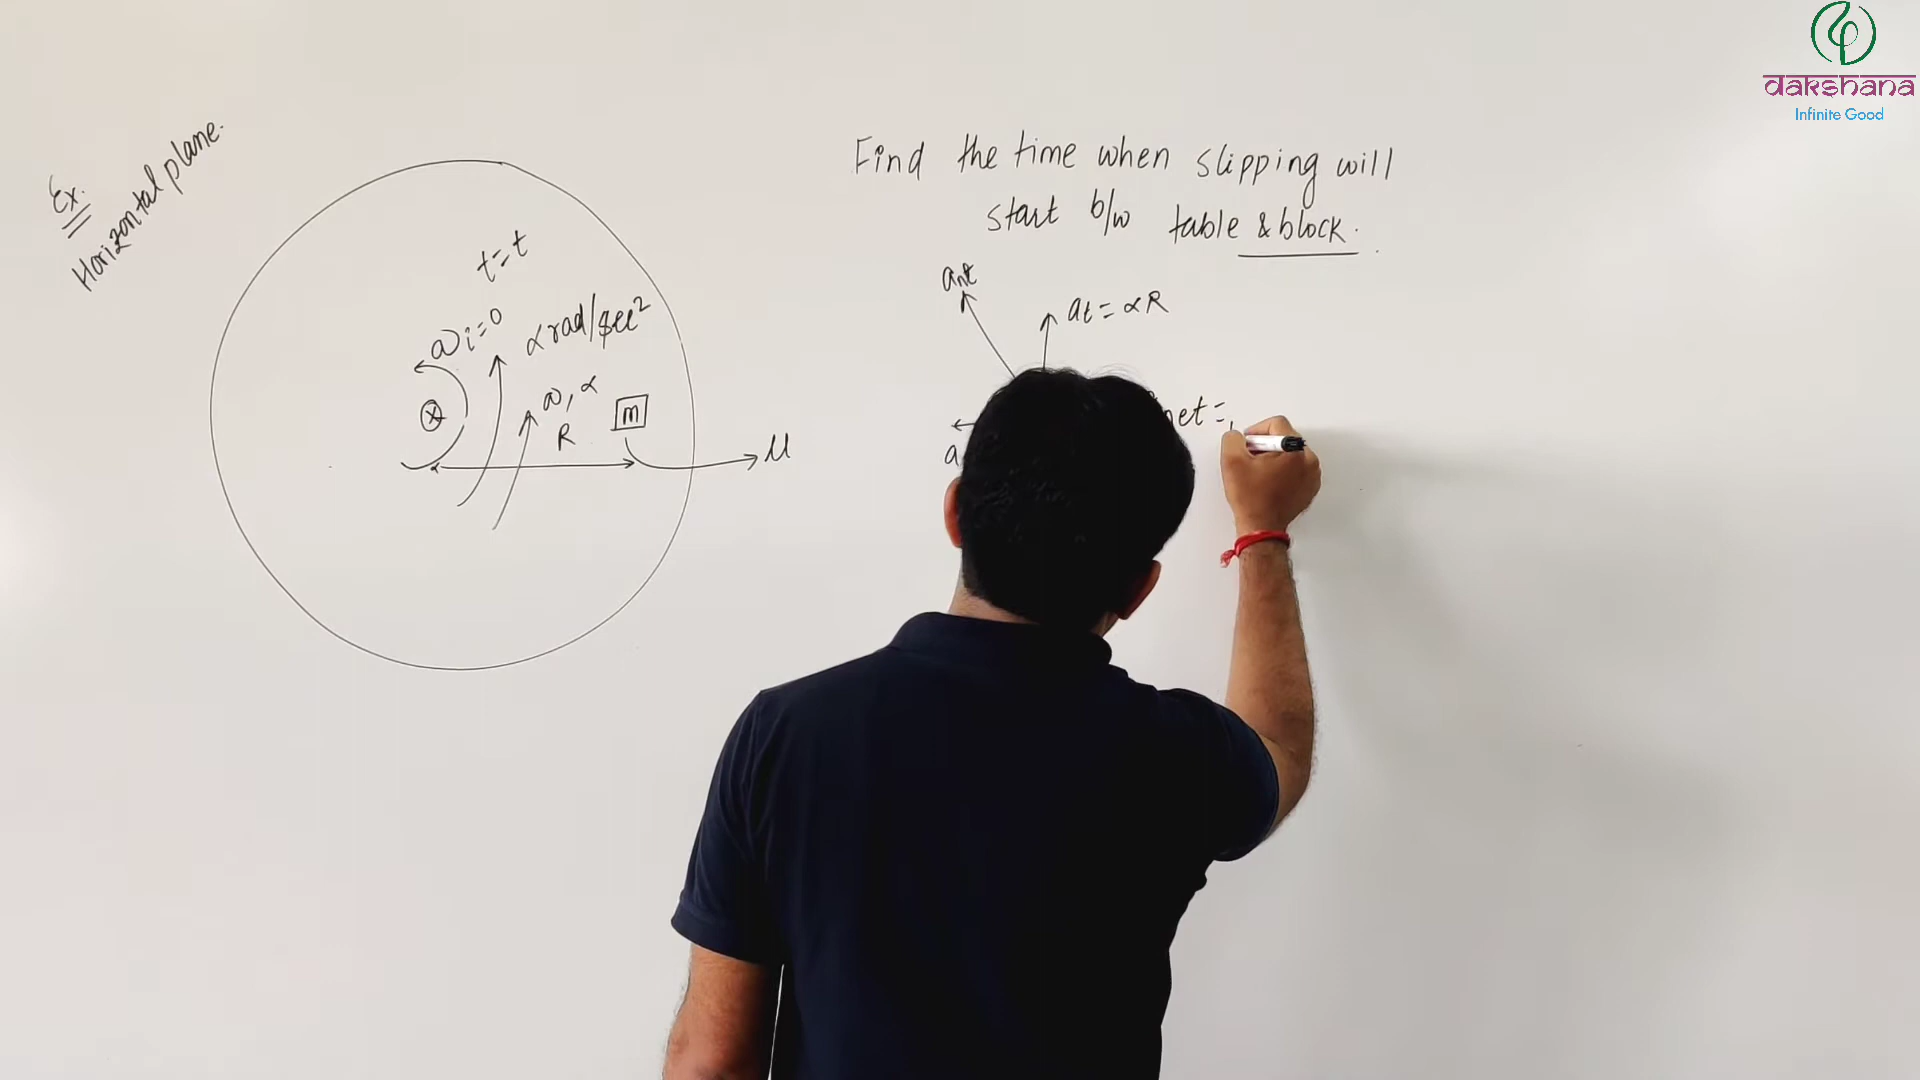 Ex.
Horizontal plane.
t = t
ωi = 0
α rad/sec²
ω, α
R
m
μ
Find the time when slipping will
start b/w table & block.
anet
at = αR
net =
a
dakshana
Infinite Good